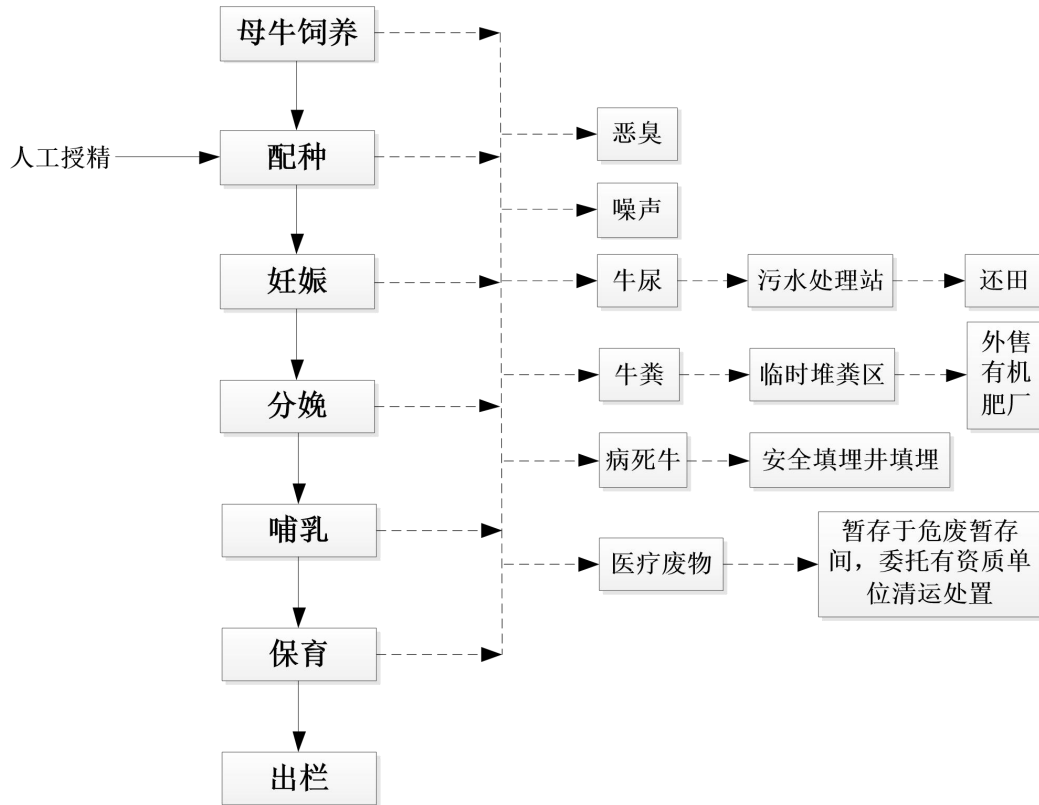 母牛饲养
恶臭
人工授精
配种
噪声
妊娠
牛尿
污水处理站
还田
外售
有机
肥厂
牛粪
临时堆粪区
分娩
病死牛
安全填埋井填埋
哺乳
暂存于危废暂存
间，委托有资质单
位清运处置
医疗废物
保育
出栏